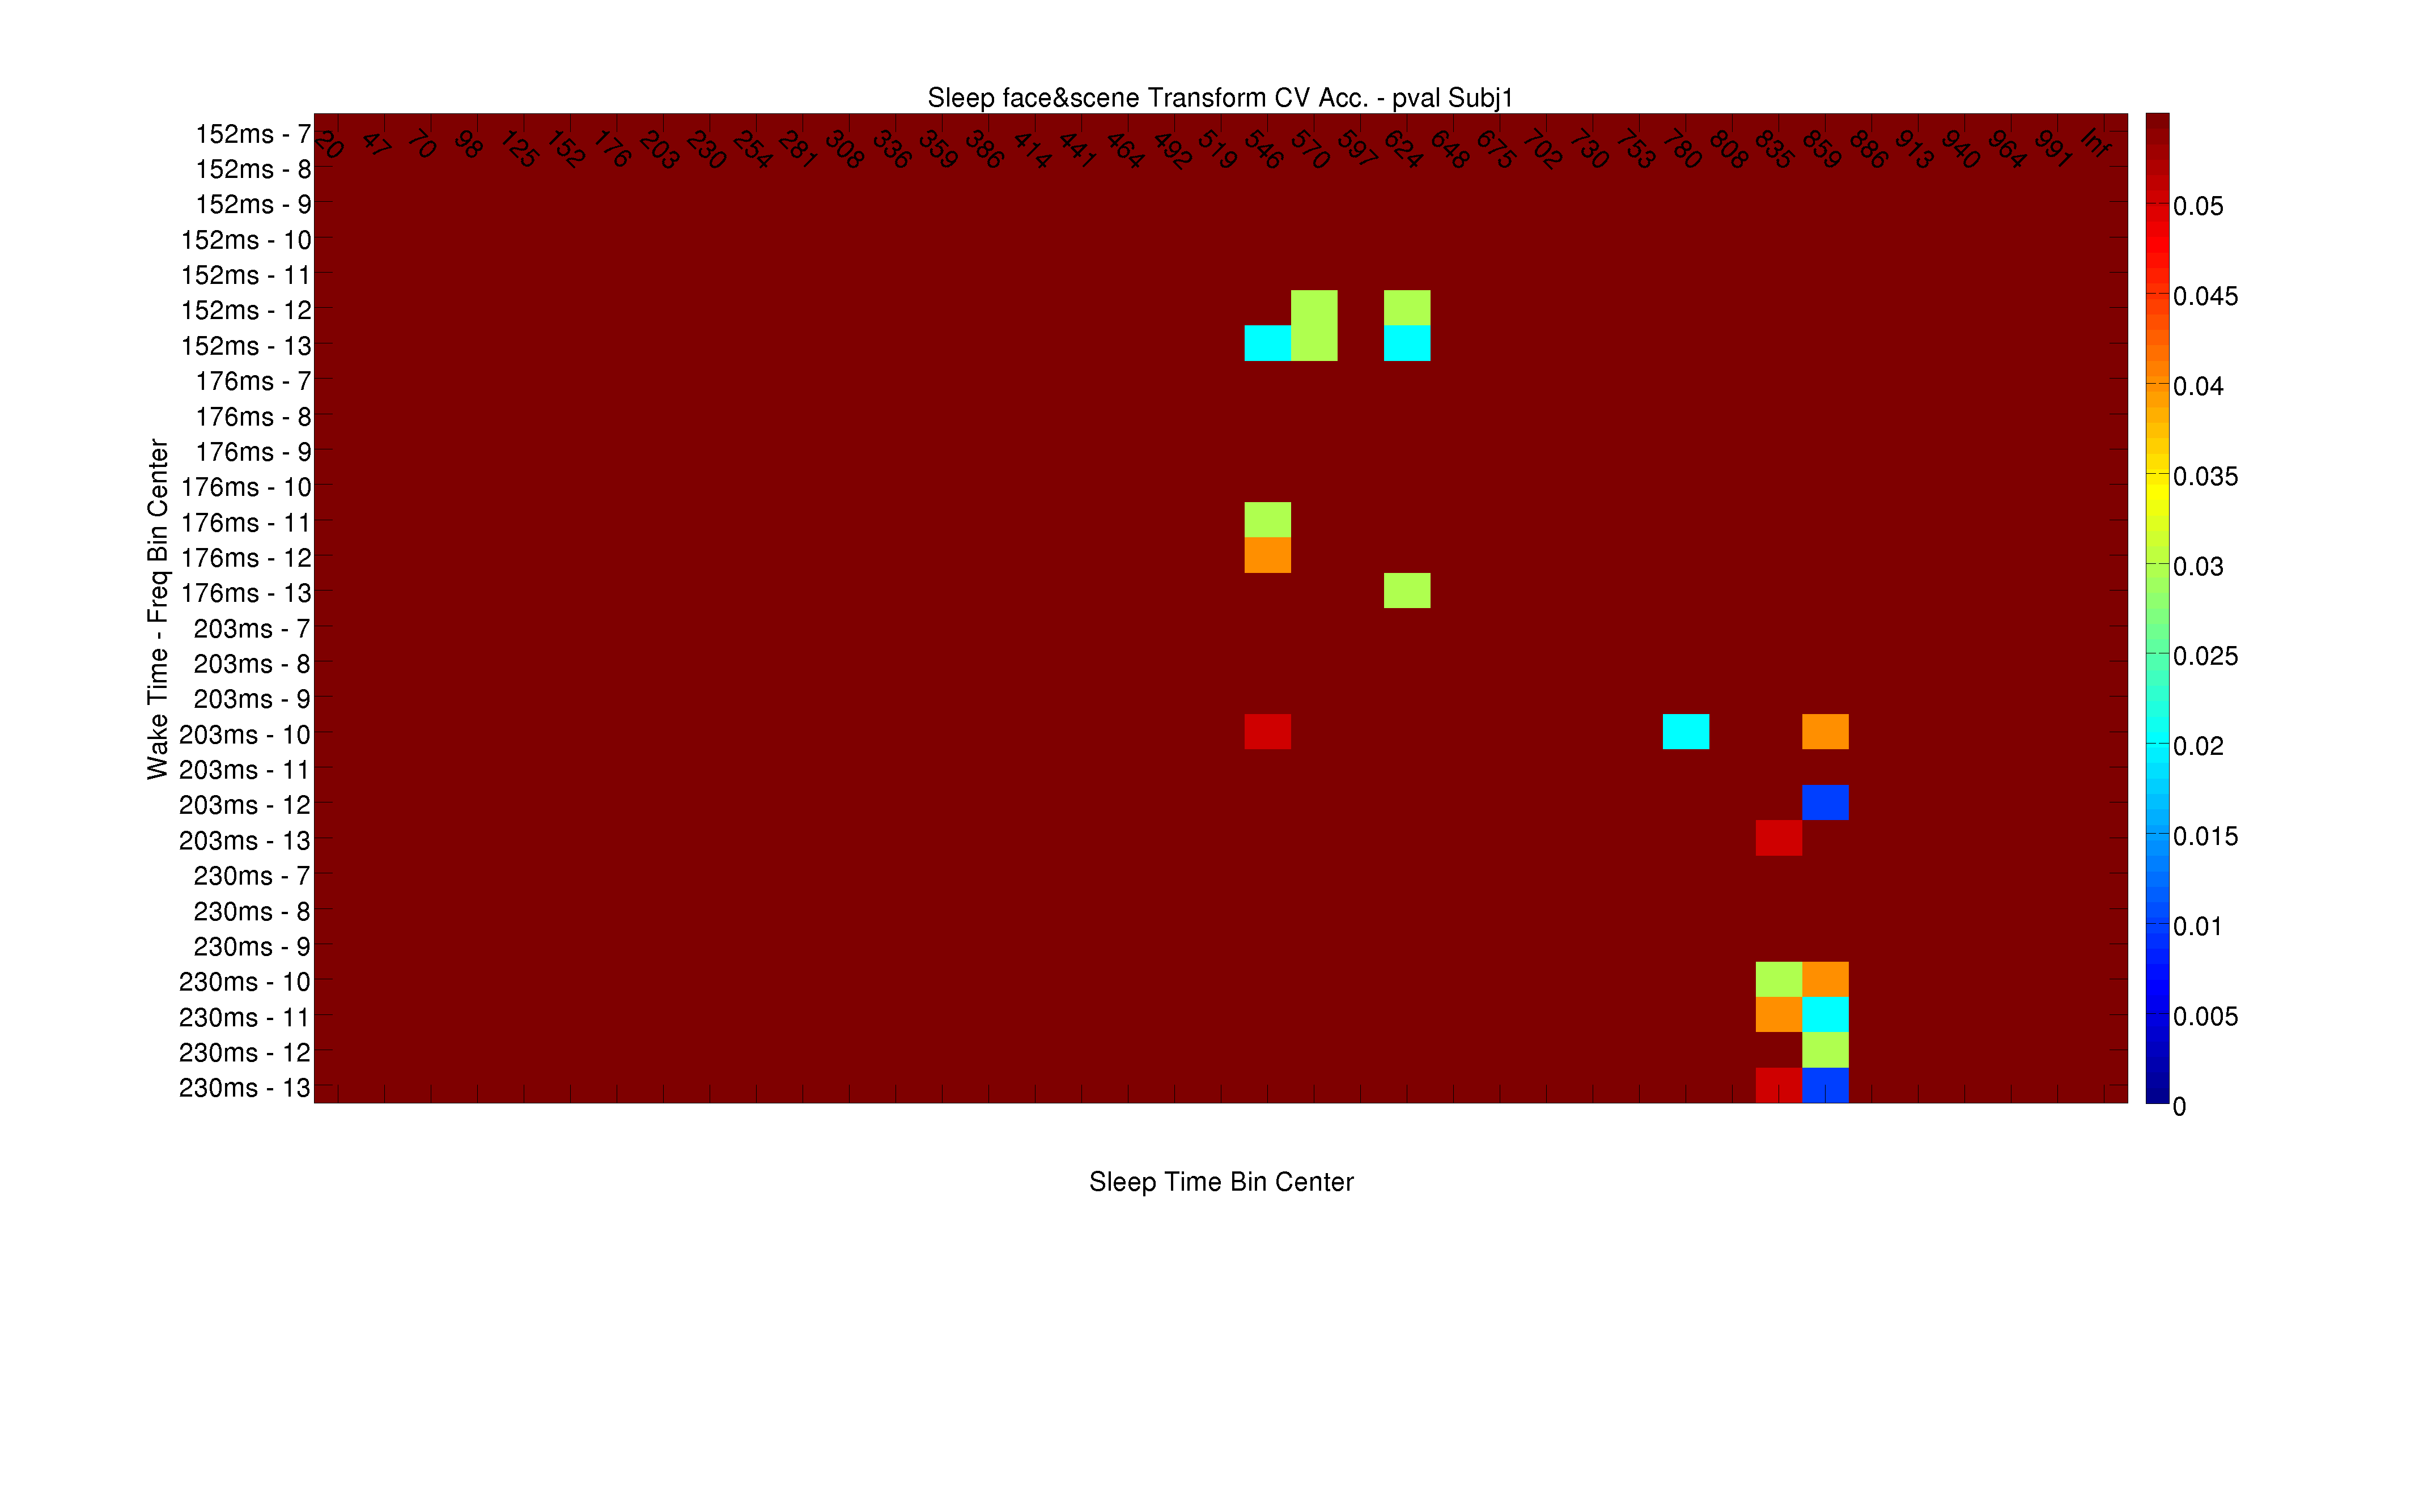 Sleep face&scene Transform CV Acc. - pval Subj1
20 47 70 98 125 152 176 203 230 254 281 308 336 359 386 414 441 464 492 519 546 570 597 624 648 675 702 730 753 780 808 835 859 886 913 940 964 991 Inf
152ms - 7
152ms - 8
152ms - 9
152ms - 10
152ms - 11
152ms - 12
152ms - 13
176ms - 7
176ms - 8
176ms - 9
176ms - 10
176ms - 11
176ms - 12
176ms - 13
203ms - 7
203ms - 8
203ms - 9
203ms - 10
203ms - 11
203ms - 12
203ms - 13
230ms - 7
230ms - 8
230ms - 9
230ms - 10
230ms - 11
230ms - 12
230ms - 13
Wake Time - Freq Bin Center
0.05
0.045
0.04
0.035
0.03
0.025
0.02
0.015
0.01
0.005
0
Sleep Time Bin Center